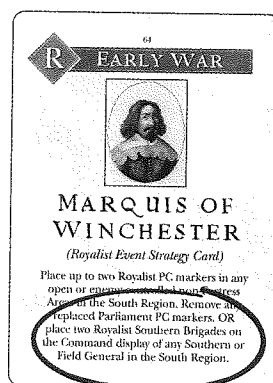 64
R EARLY WAR
MARQUIS OF
WINCHESTER
(Royalist Event Strategy Card)
Place up to two Royalist PC markers in any
open or enemy-controlled non-Fortress
Area in the South Region. Remove any
replaced Parliament PC markers. OR
place two Royalist Southern Brigades on
the Command display of any Southern or
Field General in the South Region.